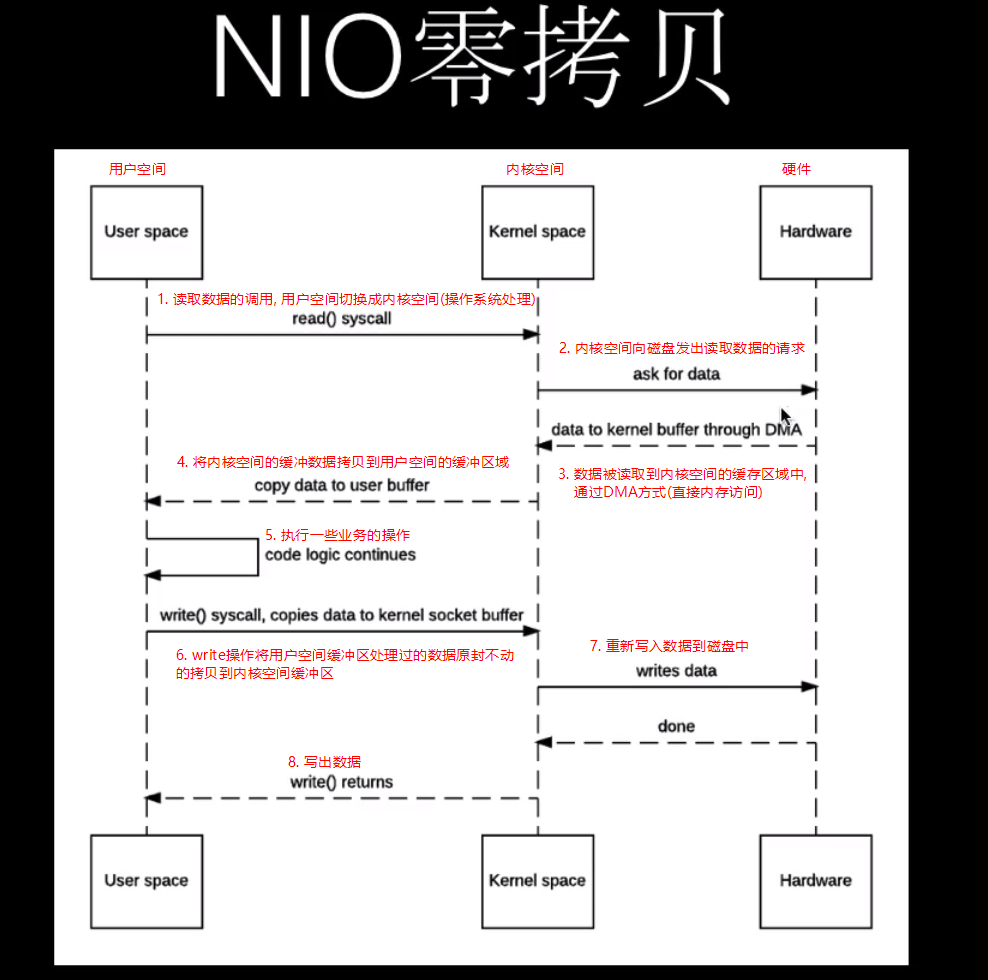 NIO零拷贝
用户空间
内核空间
硬件
User space
Kernel space
Hardware
1. 读取数据的调用, 用户空间切换成内核空间(操作系统处理)
read() syscall
2. 内核空间向磁盘发出读取数据的请求
ask for data
data to kernel buffer through DMA
4. 将内核空间的缓冲数据拷贝到用户空间的缓冲区域
copy data to user buffer
3. 数据被读取到内核空间的缓存区域中,
通过DMA方式(直接内存访问)
5. 执行一些业务的操作
code logic continues
write() syscall, copies data to kernel socket buffer
6. write操作将用户空间缓冲区处理过的数据原封不动
的拷贝到内核空间缓冲区
7. 重新写入数据到磁盘中
writes data
done
8. 写出数据
write() returns
User space
Kernel space
Hardware